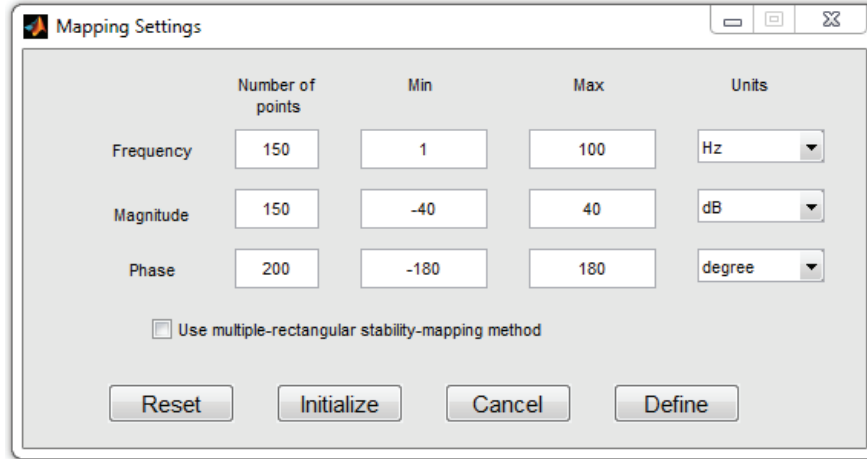 Mapping Settings
Number of points Min Max Units
Frequency 150 1 100 Hz
Magnitude 150 -40 40 dB
Phase 200 -180 180 degree
Use multiple-rectangular stability-mapping method
Reset Initialize Cancel Define